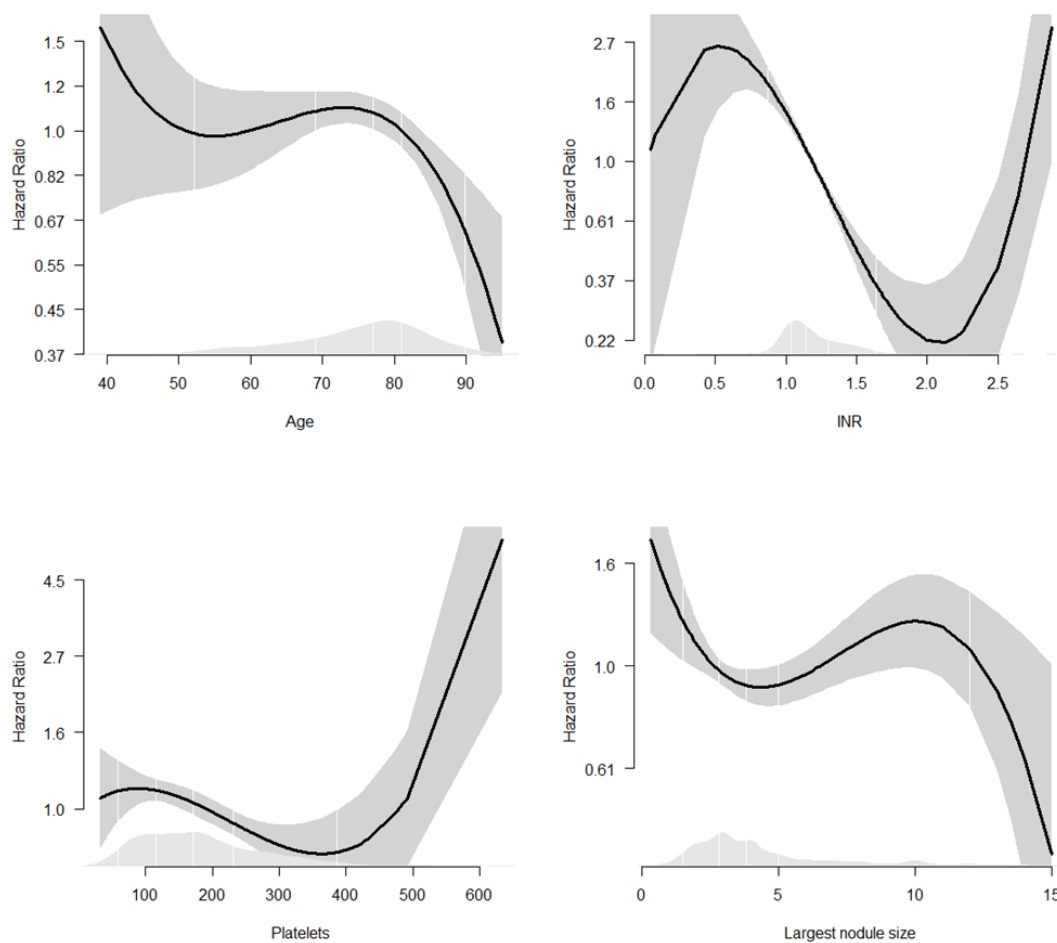 Hazard Ratio
1.5
1.2
1.0
0.82
0.67
0.55
0.45
0.37
40 50 60 70 80 90
Age
Hazard Ratio
2.7
1.6
1.0
0.61
0.37
0.22
0.0 0.5 1.0 1.5 2.0 2.5
INR
Hazard Ratio
4.5
2.7
1.6
1.0
100 200 300 400 500 600
Platelets
Hazard Ratio
1.6
1.0
0.61
0 5 10 15
Largest nodule size